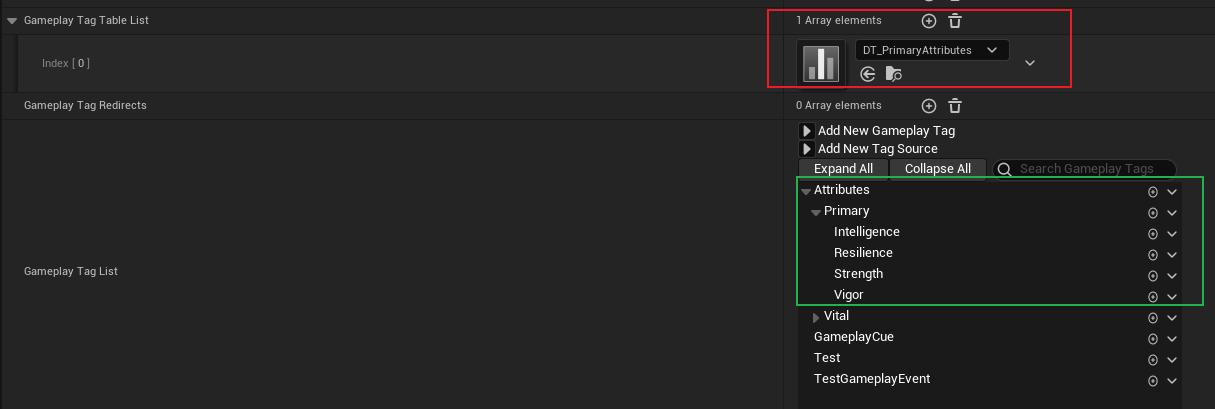 Gameplay Tag Table List 1 Array elements
Index [ 0 ] DT_PrimaryAttributes
Gameplay Tag Redirects 0 Array elements
Add New Gameplay Tag
Add New Tag Source
Expand All Collapse All Search Gameplay Tags
Attributes
Primary
Intelligence
Resilience
Gameplay Tag List
Strength
Vigor
Vital
GameplayCue
Test
TestGameplayEvent